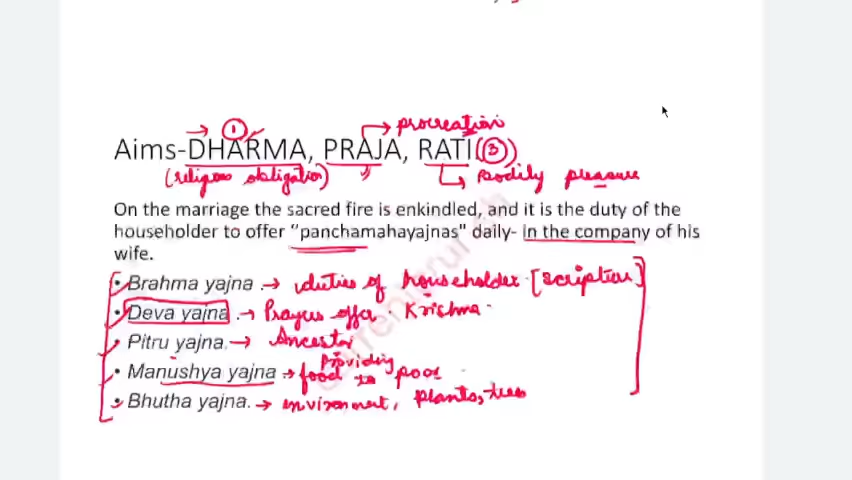 procreation
①
Aims-DHARMA, PRAJA, RATI (3)
(religious obligation)
bodily pleasure
On the marriage the sacred fire is enkindled, and it is the duty of the
householder to offer "panchamahayajnas" daily- in the company of his
wife.
• Brahma yajna → duties of householder [scription]
• Deva yajna → Prayers offer. Krishna
• Pitru yajna → Ancestor
providing
• Manushya yajna → food to poor
• Bhutha yajna. → environment, plants, trees